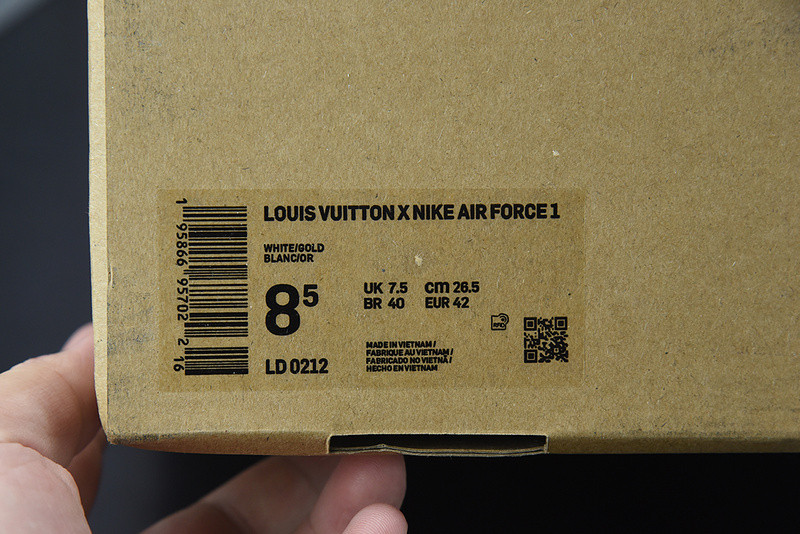 LOUIS VUITTON X NIKE AIR FORCE 1
WHITE/GOLD
BLANC/OR
8 5
UK 7.5 cm 26.5
BR 40 EUR 42
LD 0212
MADE IN VIETNAM /
FABRIQUE AU VIETNAM /
FABRICADO NO VIETNÃ /
HECHO EN VIETNAM
RFID
1 95866 95702 2 16